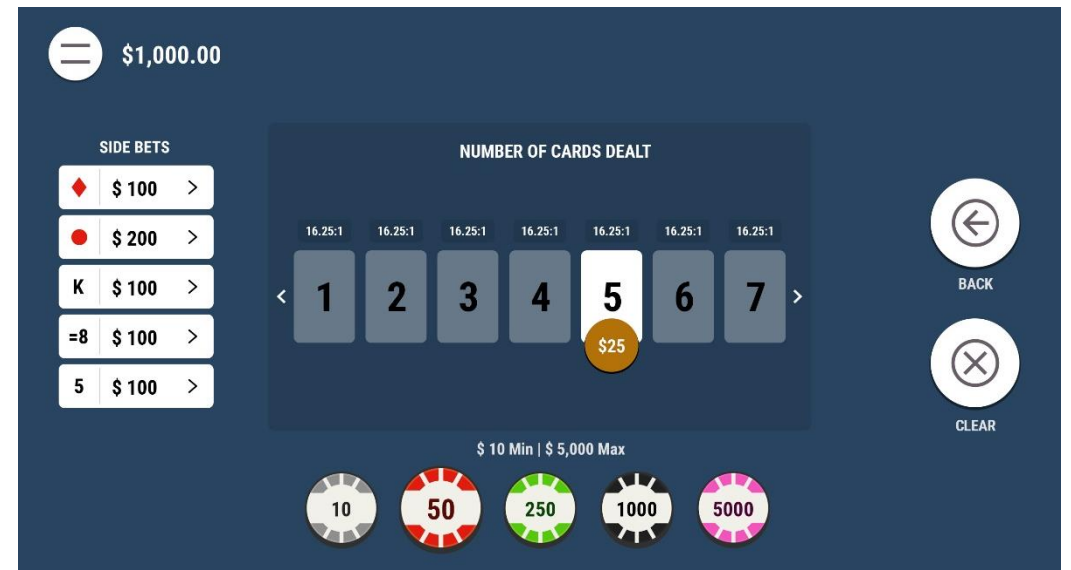 $1,000.00
SIDE BETS
$ 100
$ 200
K $ 100
=8 $ 100
5 $ 100
NUMBER OF CARDS DEALT
16.25:1 16.25:1 16.25:1 16.25:1 16.25:1 16.25:1 16.25:1
1 2 3 4 5 6 7
$25
BACK
CLEAR
$ 10 Min | $ 5,000 Max
10 50 250 1000 5000